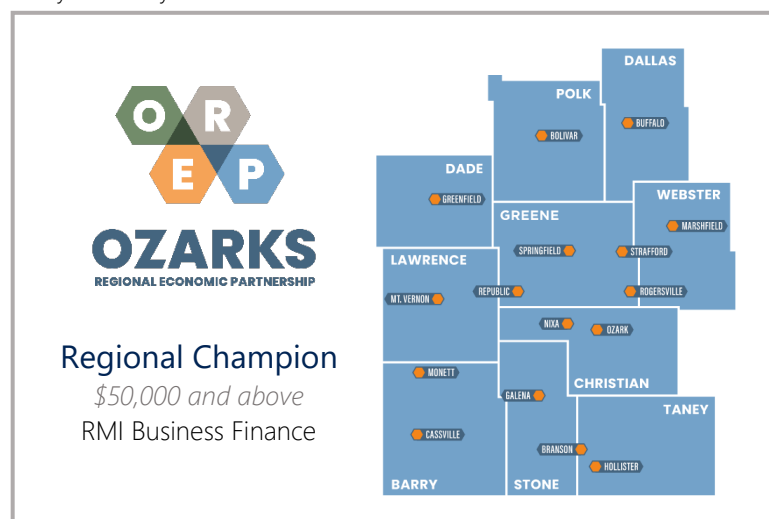 O R
E P
OZARKS
REGIONAL ECONOMIC PARTNERSHIP
Regional Champion
$50,000 and above
RMI Business Finance
DALLAS
POLK
BUFFALO
BOLIVAR
DADE
WEBSTER
GREENFIELD
GREENE
MARSHFIELD
SPRINGFIELD
STRAFFORD
LAWRENCE
REPUBLIC
ROGERSVILLE
MT. VERNON
NIXA
OZARK
MONETT
CHRISTIAN
GALENA
TANEY
CASSVILLE
BRANSON
HOLLISTER
BARRY
STONE